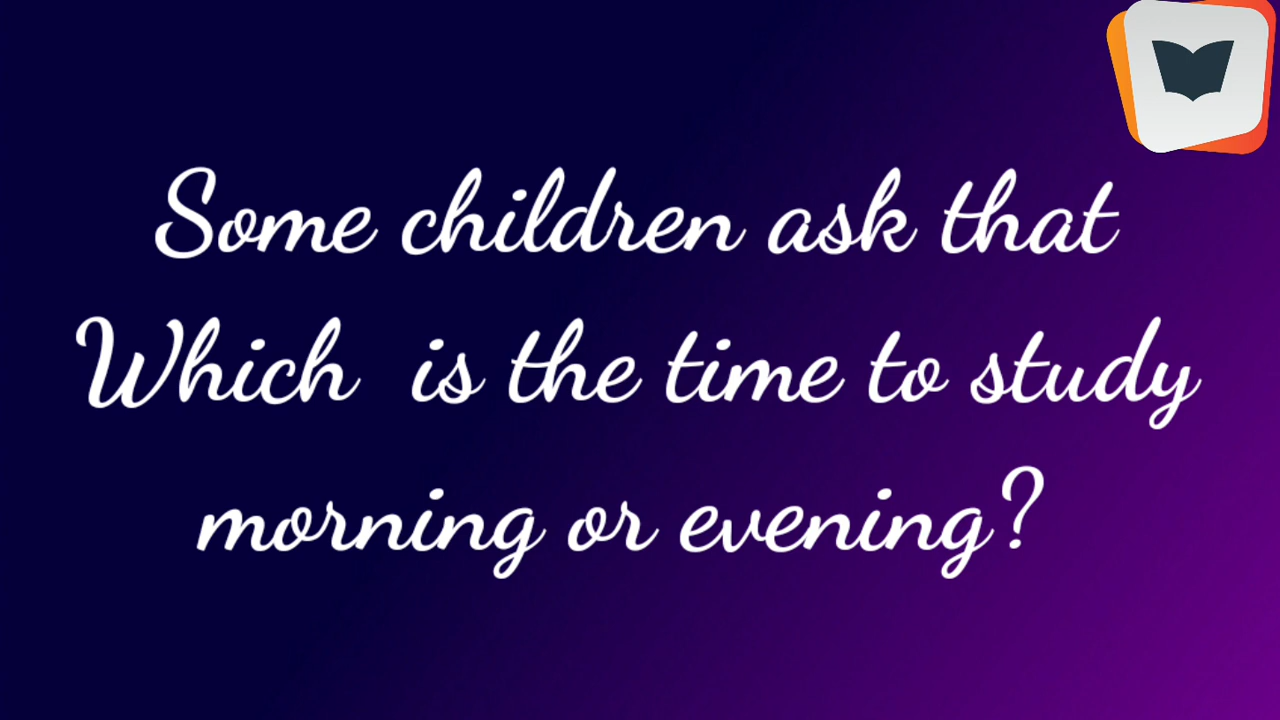 Some children ask that
Which is the time to study
morning or evening?